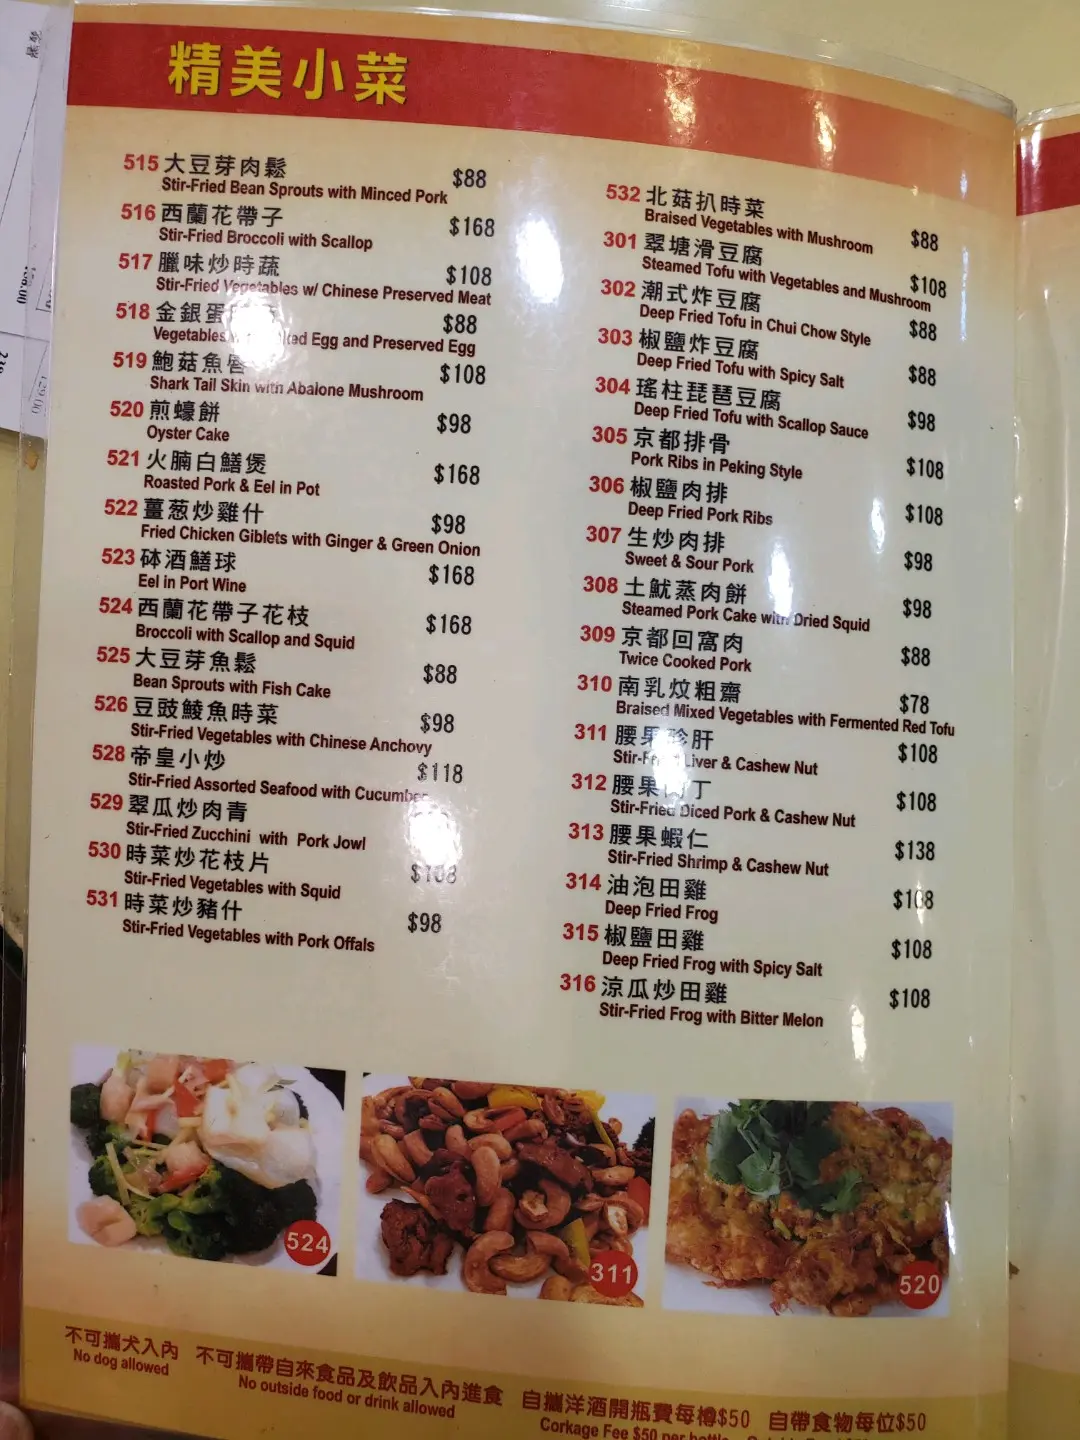 精美小菜
515 大豆芽肉鬆 $88
Stir-Fried Bean Sprouts with Minced Pork
516 西蘭花帶子 $168
Stir-Fried Broccoli with Scallop
517 臘味炒時蔬 $108
Stir-Fried Vegetables w/ Chinese Preserved Meat
518 金銀蛋 $88
Vegetables Egg and Preserved Egg
519 鮑菇魚唇 $108
Shark Tail Skin with Abalone Mushroom
520 煎蠔餅 $98
Oyster Cake
521 火腩白鱔煲 $168
Roasted Pork & Eel in Pot
522 薑葱炒雞什 $98
Fried Chicken Giblets with Ginger & Green Onion
523 砵酒鱔球 $168
Eel in Port Wine
524 西蘭花帶子花枝 $168
Broccoli with Scallop and Squid
525 大豆芽魚鬆 $88
Bean Sprouts with Fish Cake
526 豆豉鯪魚時菜 $98
Stir-Fried Vegetables with Chinese Anchovy
528 帝皇小炒 $118
Stir-Fried Assorted Seafood with Cucumber
529 翠瓜炒肉青
Stir-Fried Zucchini with Pork Jowl
530 時菜炒花枝片 $108
Stir-Fried Vegetables with Squid
531 時菜炒豬什 $98
Stir-Fried Vegetables with Pork Offals
532 北菇扒時菜 $88
Braised Vegetables with Mushroom
301 翠塘滑豆腐 $108
Steamed Tofu with Vegetables and Mushroom
302 潮式炸豆腐 $88
Deep Fried Tofu in Chui Chow Style
303 椒鹽炸豆腐 $88
Deep Fried Tofu with Spicy Salt
304 瑤柱琵琶豆腐 $98
Deep Fried Tofu with Scallop Sauce
305 京都排骨 $108
Pork Ribs in Peking Style
306 椒鹽肉排 $108
Deep Fried Pork Ribs
307 生炒肉排 $98
Sweet & Sour Pork
308 土魷蒸肉餅 $98
Steamed Pork Cake with Dried Squid
309 京都回窩肉 $88
Twice Cooked Pork
310 南乳炆粗齋 $78
Braised Mixed Vegetables with Fermented Red Tofu
311 腰果珍肝 $108
Stir-Fried Liver & Cashew Nut
312 腰果肉丁 $108
Stir-Fried Diced Pork & Cashew Nut
313 腰果蝦仁 $138
Stir-Fried Shrimp & Cashew Nut
314 油泡田雞 $108
Deep Fried Frog
315 椒鹽田雞 $108
Deep Fried Frog with Spicy Salt
316 涼瓜炒田雞 $108
Stir-Fried Frog with Bitter Melon
524
311
520
不可攜犬入內 不可攜帶自來食品及飲品入內進食 自攜洋酒開瓶費每樽$50 自帶食物每位$50
No dog allowed No outside food or drink allowed Corkage Fee $50 per bottle